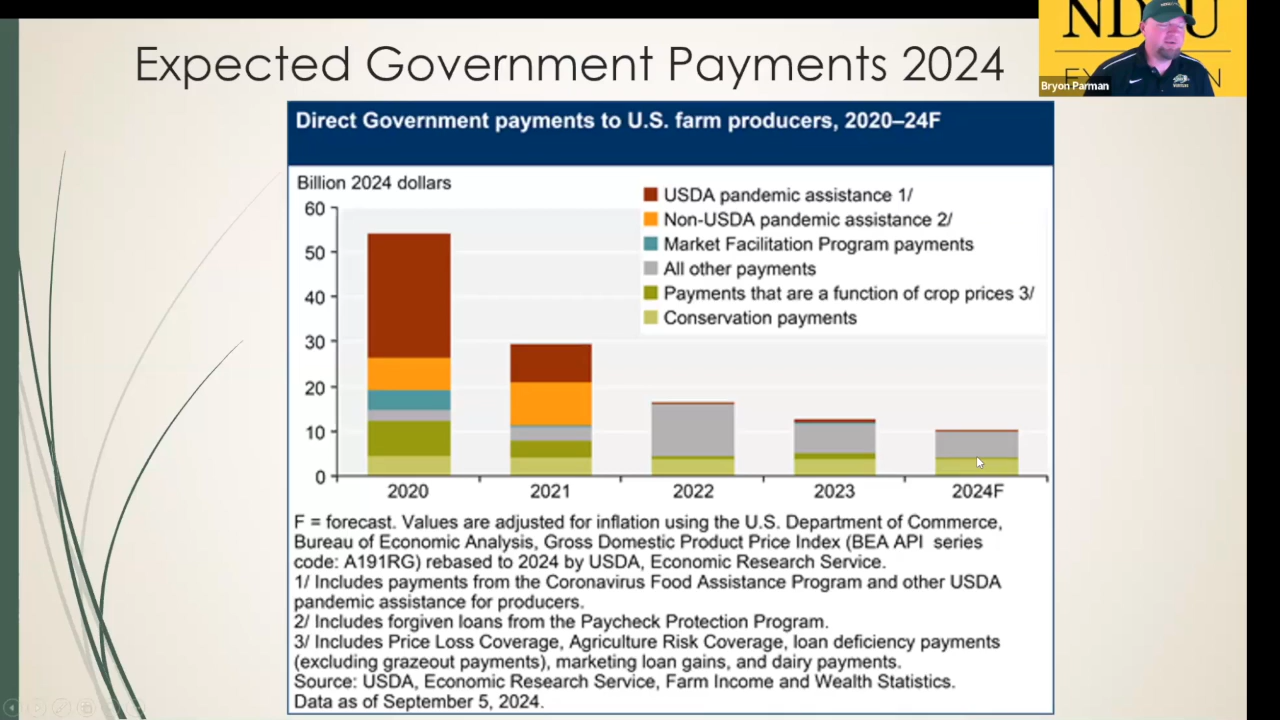 Expected Government Payments 2024
Bryon Parman
Direct Government payments to U.S. farm producers, 2020–24F
Billion 2024 dollars
USDA pandemic assistance 1/
Non-USDA pandemic assistance 2/
Market Facilitation Program payments
All other payments
Payments that are a function of crop prices 3/
Conservation payments
60
50
40
30
20
10
0
2020
2021
2022
2023
2024F
F = forecast. Values are adjusted for inflation using the U.S. Department of Commerce,
Bureau of Economic Analysis, Gross Domestic Product Price Index (BEA API series
code: A191RG) rebased to 2024 by USDA, Economic Research Service.
1/ Includes payments from the Coronavirus Food Assistance Program and other USDA
pandemic assistance for producers.
2/ Includes forgiven loans from the Paycheck Protection Program.
3/ Includes Price Loss Coverage, Agriculture Risk Coverage, loan deficiency payments
(excluding grazeout payments), marketing loan gains, and dairy payments.
Source: USDA, Economic Research Service, Farm Income and Wealth Statistics.
Data as of September 5, 2024.